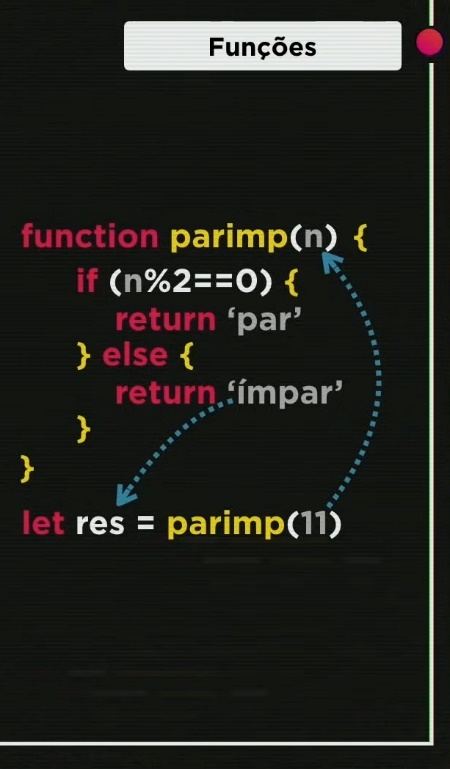 Funções
function parimp(n) {
if (n%2==0) {
return ‘par’
} else {
return ‘ímpar’
}
}
let res = parimp(11)